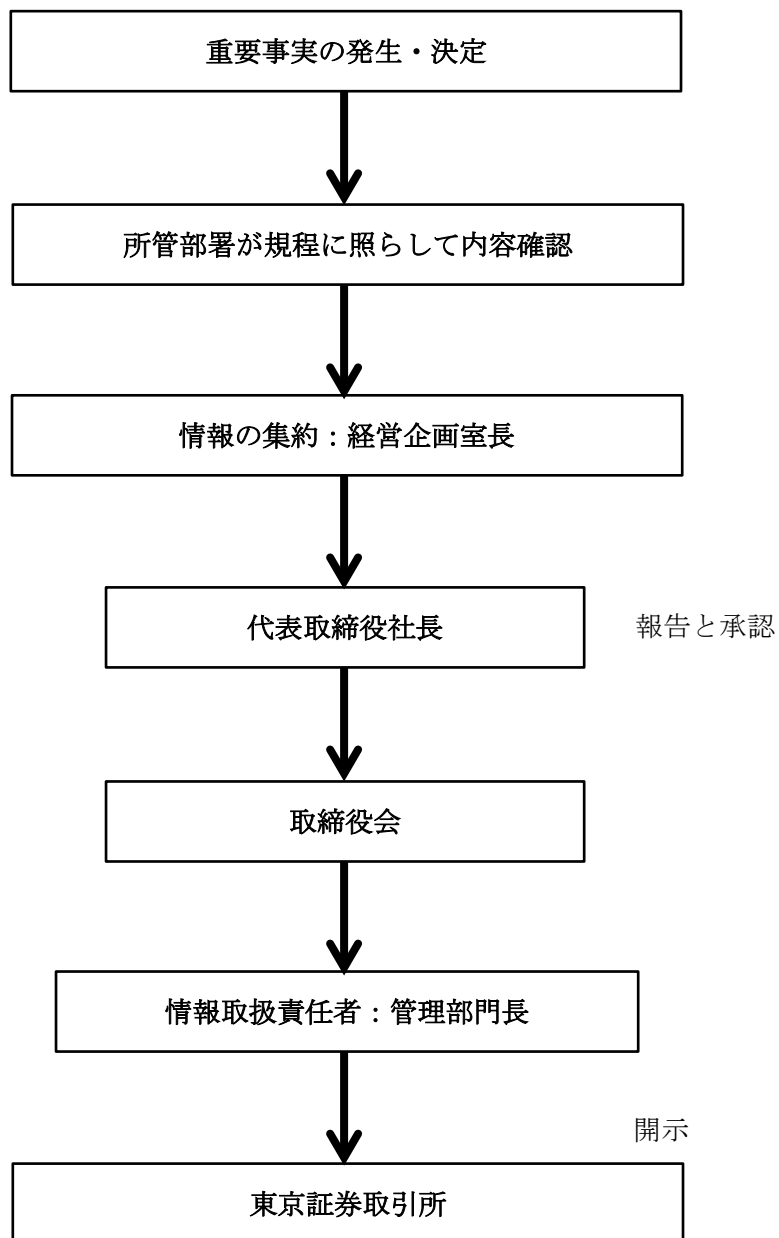 重要事実の発生・決定
所管部署が規程に照らして内容確認
情報の集約：経営企画室長
代表取締役社長
報告と承認
取締役会
情報取扱責任者：管理部門長
開示
東京証券取引所